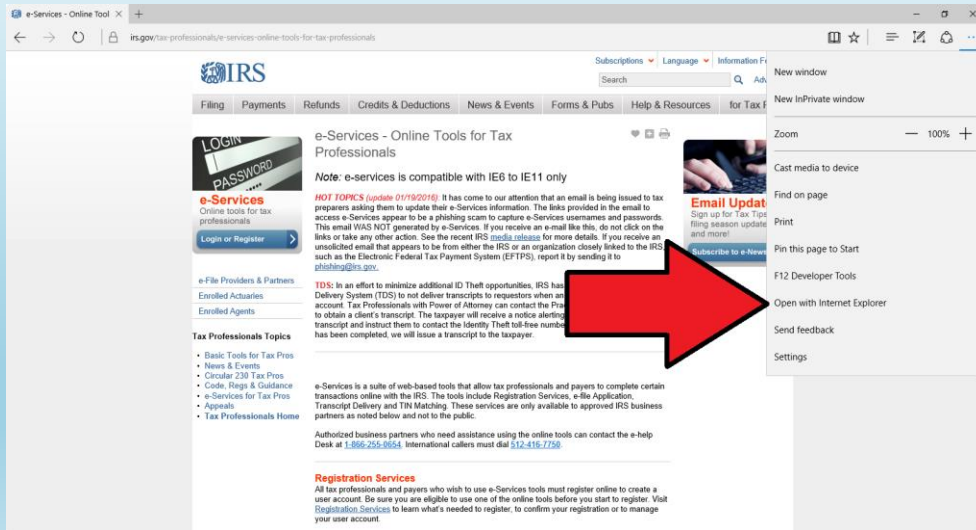 e-Services - Online Tool
irs.gov/tax-professionals/e-services-online-tools-for-tax-professionals
Subscriptions Language Information F
IRS
Search
Adv
Filing Payments Refunds Credits & Deductions News & Events Forms & Pubs Help & Resources for Tax P
LOGIN
PASSWORD
e-Services
Online tools for tax
professionals
Login or Register
e-File Providers & Partners
Enrolled Actuaries
Enrolled Agents
Tax Professionals Topics
• Basic Tools for Tax Pros
• News & Events
• Circular 230 Tax Pros
• Code, Regs & Guidance
• e-Services for Tax Pros
• Appeals
• Tax Professionals Home
e-Services - Online Tools for Tax
Professionals
Note: e-services is compatible with IE6 to IE11 only
HOT TOPICS (update 01/19/2016): It has come to our attention that an email is being issued to tax
preparers asking them to update their e-Services information. The links provided in the email to
access e-Services appear to be a phishing scam to capture e-Services usernames and passwords.
This email WAS NOT generated by e-Services. If you receive an e-mail like this, do not click on the
links or take any other action. See the recent IRS media release for more details. If you receive an
unsolicited email that appears to be from either the IRS or an organization closely linked to the IRS,
such as the Electronic Federal Tax Payment System (EFTPS), report it by sending it to
phishing@irs.gov.
TDS: In an effort to minimize additional ID Theft opportunities, IRS has
Delivery System (TDS) to not deliver transcripts to requestors when an
account. Tax Professionals with Power of Attorney can contact the Prac
to obtain a client's transcript. The taxpayer will receive a notice alerting
transcript and instruct them to contact the Identity Theft toll-free numbe
has been completed, we will issue a transcript to the taxpayer.
e-Services is a suite of web-based tools that allow tax professionals and payers to complete certain
transactions online with the IRS. The tools include Registration Services, e-file Application,
Transcript Delivery and TIN Matching. These services are only available to approved IRS business
partners as noted below and not to the public.
Authorized business partners who need assistance using the online tools can contact the e-help
Desk at 1-866-255-0654. International callers must dial 512-416-7750.
Registration Services
All tax professionals and payers who wish to use e-Services tools must register online to create a
user account. Be sure you are eligible to use one of the online tools before you start to register. Visit
Registration Services to learn what's needed to register, to confirm your registration or to manage
your user account.
Email Updat
Sign up for Tax Tips
filing season update
and more!
Subscribe to e-News
New window
New InPrivate window
Zoom 100%
Cast media to device
Find on page
Print
Pin this page to Start
F12 Developer Tools
Open with Internet Explorer
Send feedback
Settings